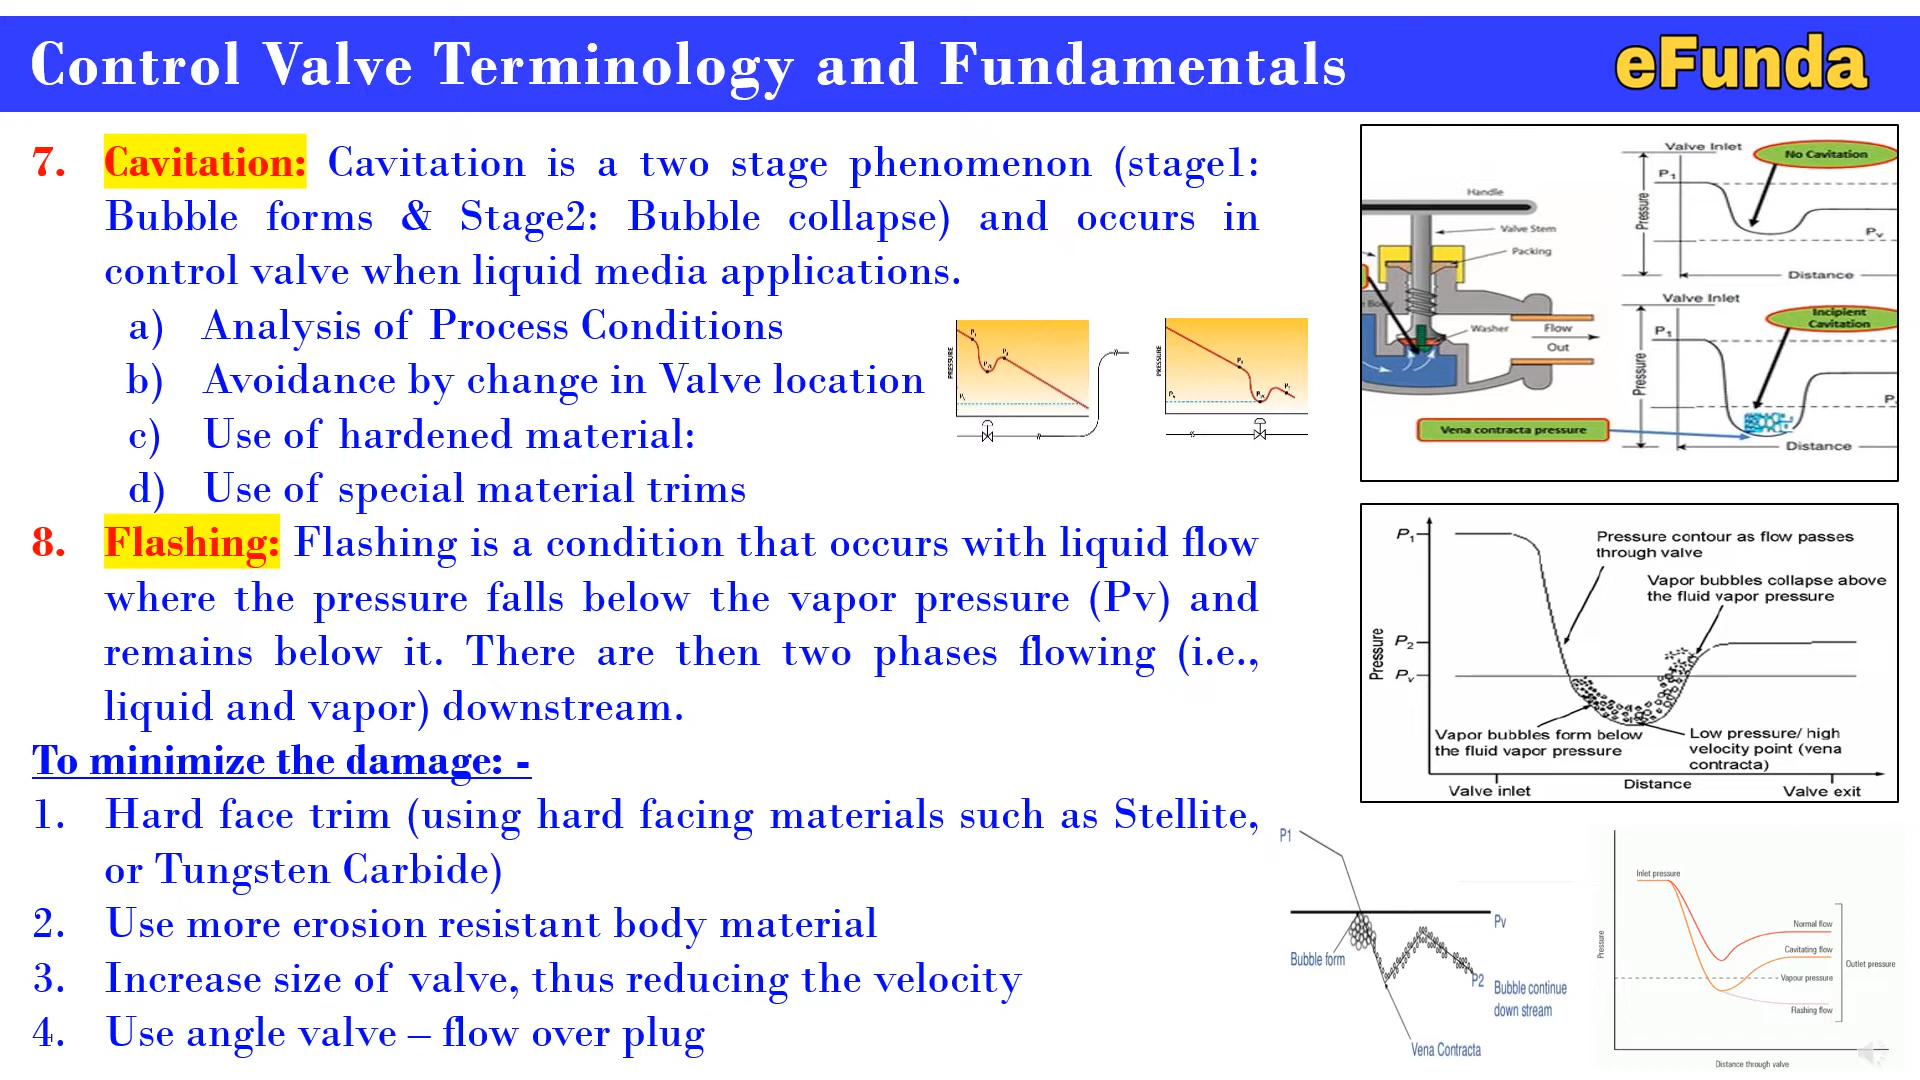 Control Valve Terminology and Fundamentals
eFunda
7. Cavitation: Cavitation is a two stage phenomenon (stage1:
Bubble forms & Stage2: Bubble collapse) and occurs in
control valve when liquid media applications.
a) Analysis of Process Conditions
b) Avoidance by change in Valve location
c) Use of hardened material:
d) Use of special material trims
8. Flashing: Flashing is a condition that occurs with liquid flow
where the pressure falls below the vapor pressure (Pv) and
remains below it. There are then two phases flowing (i.e.,
liquid and vapor) downstream.
To minimize the damage: -
1. Hard face trim (using hard facing materials such as Stellite,
or Tungsten Carbide)
2. Use more erosion resistant body material
3. Increase size of valve, thus reducing the velocity
4. Use angle valve – flow over plug
PRESSURE
PRESSURE
Handle
Valve Stem
Packing
Body
Washer
Flow
Out
Vena contracta pressure
Valve Inlet
No Cavitation
P1
Pressure
Pv
Distance
Valve Inlet
Incipient
Cavitation
P1
Pressure
Distance
P1
Pressure contour as flow passes
through valve
Vapor bubbles collapse above
the fluid vapor pressure
Pressure
P2
Pv
Vapor bubbles form below
the fluid vapor pressure
Low pressure/ high
velocity point (vena
contracta)
Valve inlet
Distance
Valve exit
P1
Pv
Bubble form
P2
Bubble continue
down stream
Vena Contracta
Inlet pressure
Pressure
Normal flow
Cavitating flow
Outlet pressure
Vapour pressure
Flashing flow
Distance through valve